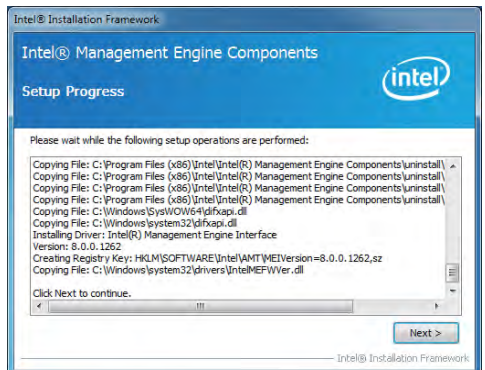 Intel® Installation Framework
Intel® Management Engine Components
intel
Setup Progress
Please wait while the following setup operations are performed:
Copying File: C:\Program Files (x86)\Intel\Intel(R) Management Engine Components\uninstall\
Copying File: C:\Program Files (x86)\Intel\Intel(R) Management Engine Components\uninstall\
Copying File: C:\Program Files (x86)\Intel\Intel(R) Management Engine Components\uninstall\
Copying File: C:\Program Files (x86)\Intel\Intel(R) Management Engine Components\uninstall\
Copying File: C:\Windows\SysWOW64\difxapi.dll
Copying File: C:\Windows\system32\difxapi.dll
Installing Driver: Intel(R) Management Engine Interface
Version: 8.0.0.1262
Creating Registry Key: HKLM\SOFTWARE\Intel\AMT\MEIVersion=8.0.0.1262,sz
Copying File: C:\Windows\system32\drivers\IntelMEFWVer.dll
Click Next to continue.
Next >
Intel® Installation Framework